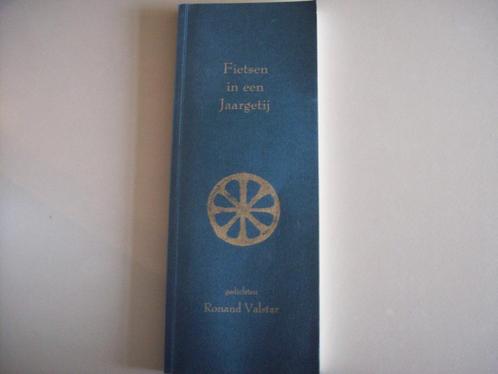 Fietsen
in een
Jaargetij
gedichten
Ronand Valstar